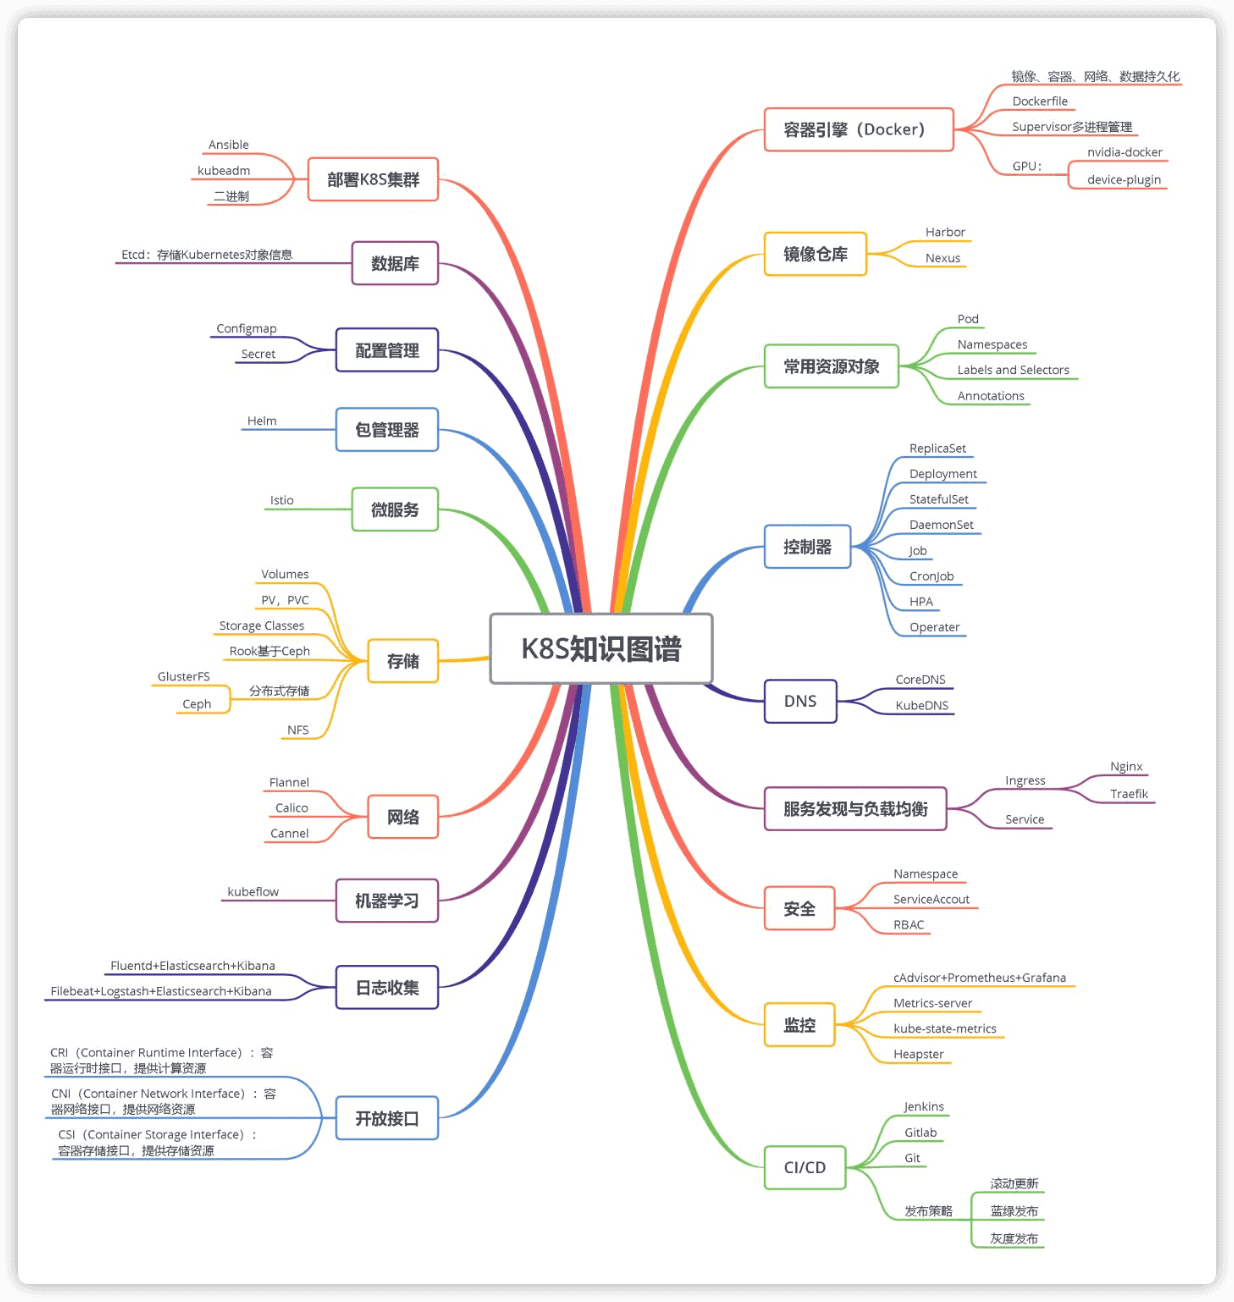 K8S知识图谱
容器引擎（Docker）
镜像、容器、网络、数据持久化
Dockerfile
Supervisor多进程管理
GPU：
nvidia-docker
device-plugin
镜像仓库
Harbor
Nexus
常用资源对象
Pod
Namespaces
Labels and Selectors
Annotations
控制器
ReplicaSet
Deployment
StatefulSet
DaemonSet
Job
CronJob
HPA
Operater
DNS
CoreDNS
KubeDNS
服务发现与负载均衡
Ingress
Nginx
Traefik
Service
安全
Namespace
ServiceAccout
RBAC
监控
cAdvisor+Prometheus+Grafana
Metrics-server
kube-state-metrics
Heapster
CI/CD
Jenkins
Gitlab
Git
发布策略
滚动更新
蓝绿发布
灰度发布
部署K8S集群
Ansible
kubeadm
二进制
数据库
Etcd：存储Kubernetes对象信息
配置管理
Configmap
Secret
包管理器
Helm
微服务
Istio
存储
Volumes
PV，PVC
Storage Classes
Rook基于Ceph
分布式存储
GlusterFS
Ceph
NFS
网络
Flannel
Calico
Cannel
机器学习
kubeflow
日志收集
Fluentd+Elasticsearch+Kibana
Filebeat+Logstash+Elasticsearch+Kibana
开放接口
CRI（Container Runtime Interface）：容
器运行时接口，提供计算资源
CNI（Container Network Interface）：容
器网络接口，提供网络资源
CSI（Container Storage Interface）：
容器存储接口，提供存储资源